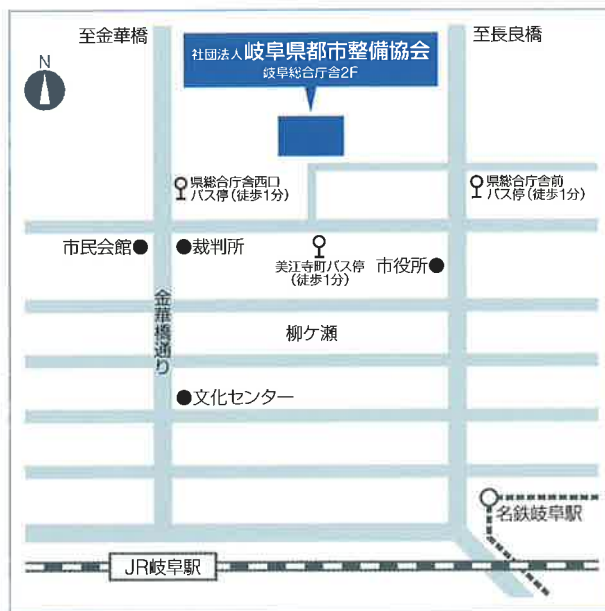 至金華橋
社団法人 岐阜県都市整備協会
岐阜総合庁舎2F
至長良橋
N
県総合庁舎西口
バス停(徒歩1分)
県総合庁舎前
バス停(徒歩1分)
市民会館
裁判所
美江寺町バス停
(徒歩1分)
市役所
金華橋通り
柳ケ瀬
文化センター
名鉄岐阜駅
JR岐阜駅